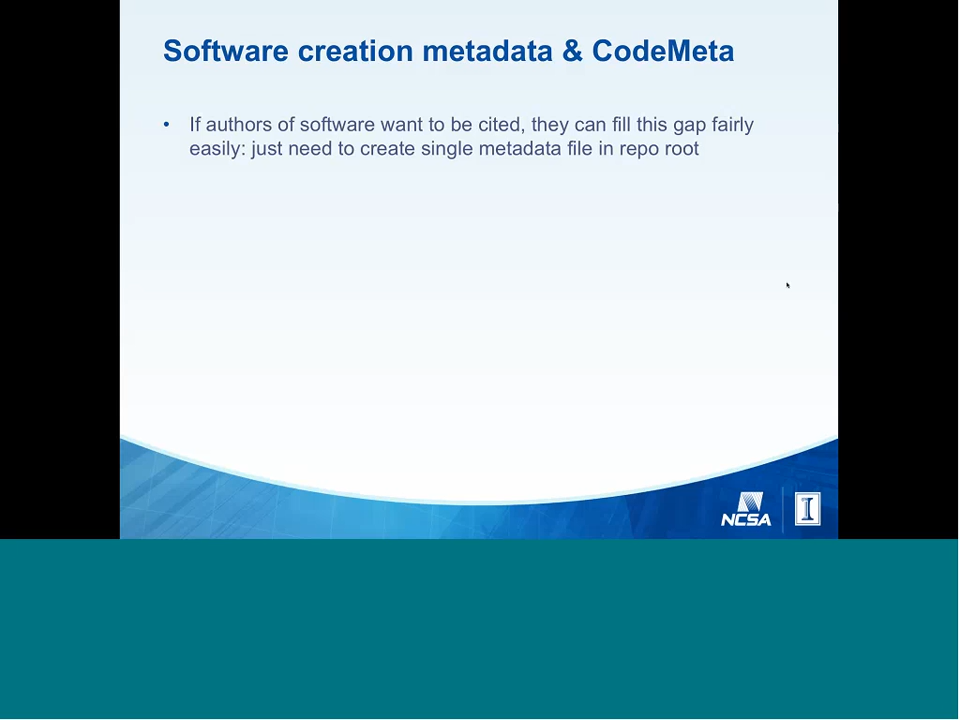 Software creation metadata & CodeMeta
• If authors of software want to be cited, they can fill this gap fairly
easily: just need to create single metadata file in repo root
NCSA
I